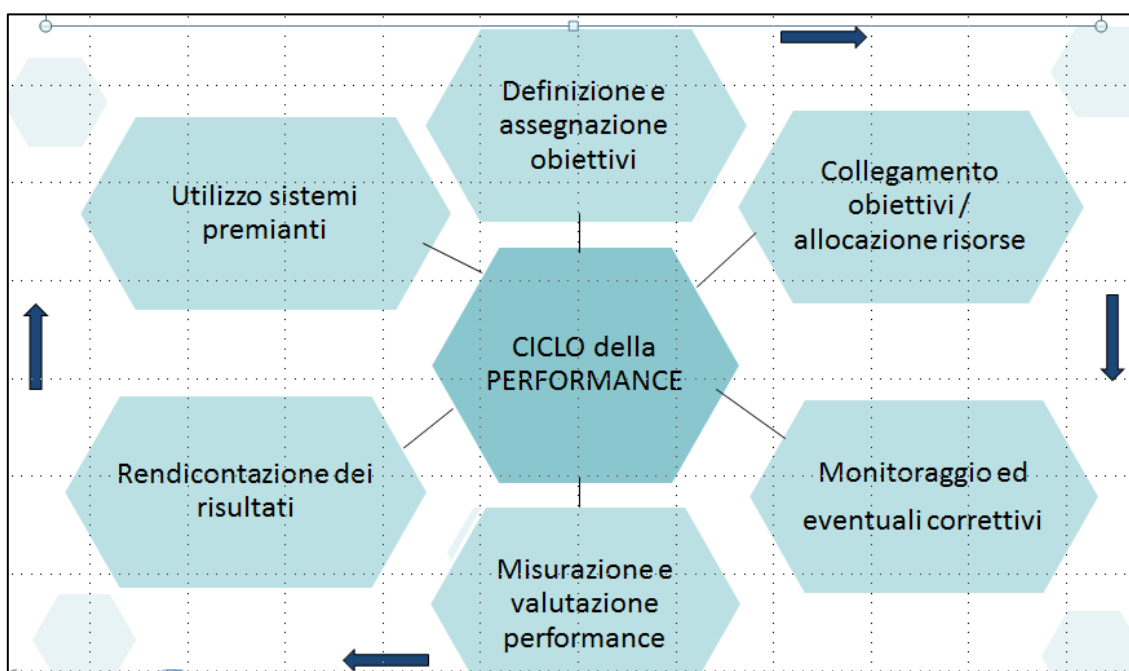 Definizione e
assegnazione
obiettivi
Collegamento
obiettivi /
allocazione risorse
Monitoraggio ed
eventuali correttivi
Misurazione e
valutazione
performance
Rendicontazione dei
risultati
Utilizzo sistemi
premianti
CICLO della
PERFORMANCE